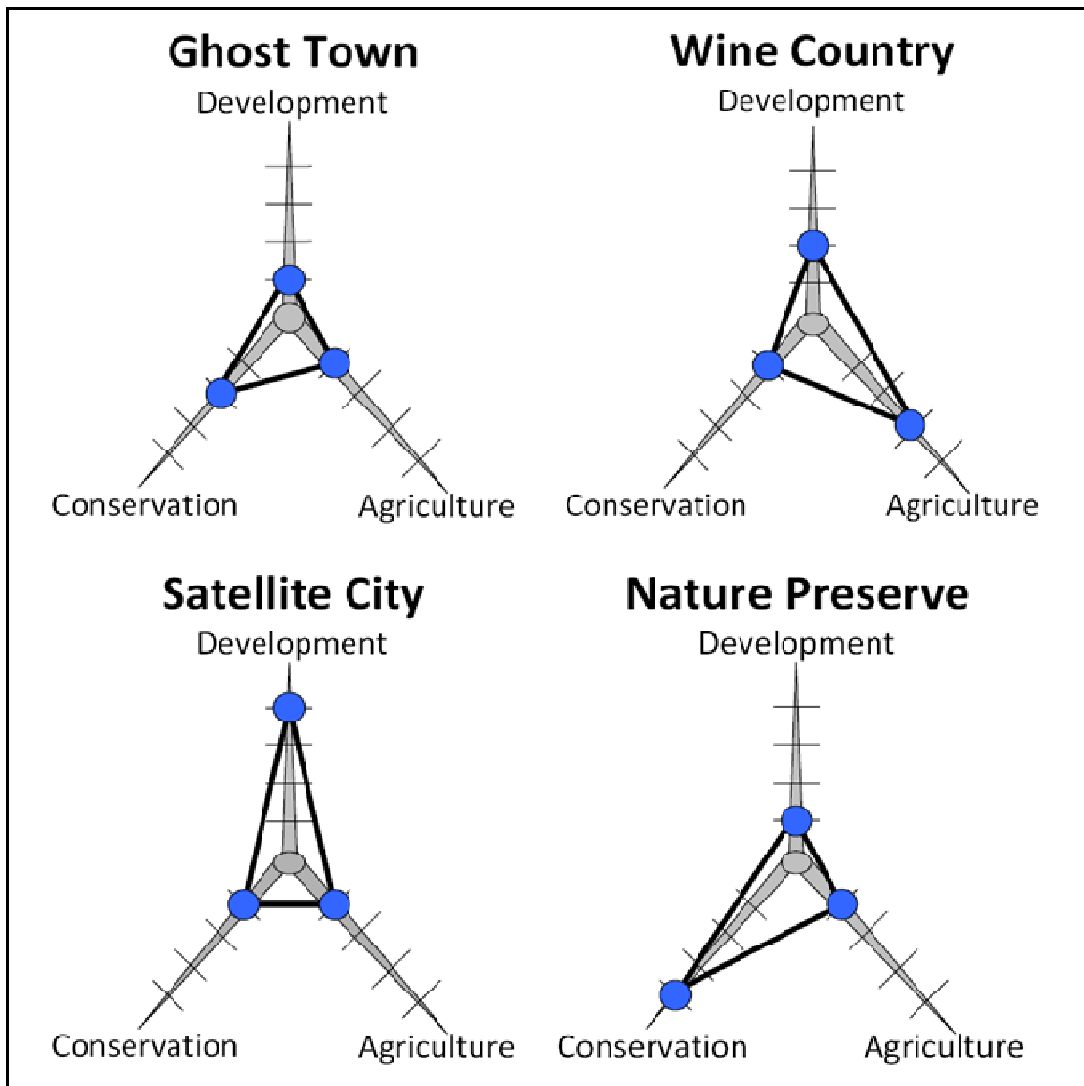 Ghost Town
Development
Conservation
Agriculture
Wine Country
Development
Conservation
Agriculture
Satellite City
Development
Conservation
Agriculture
Nature Preserve
Development
Conservation
Agriculture